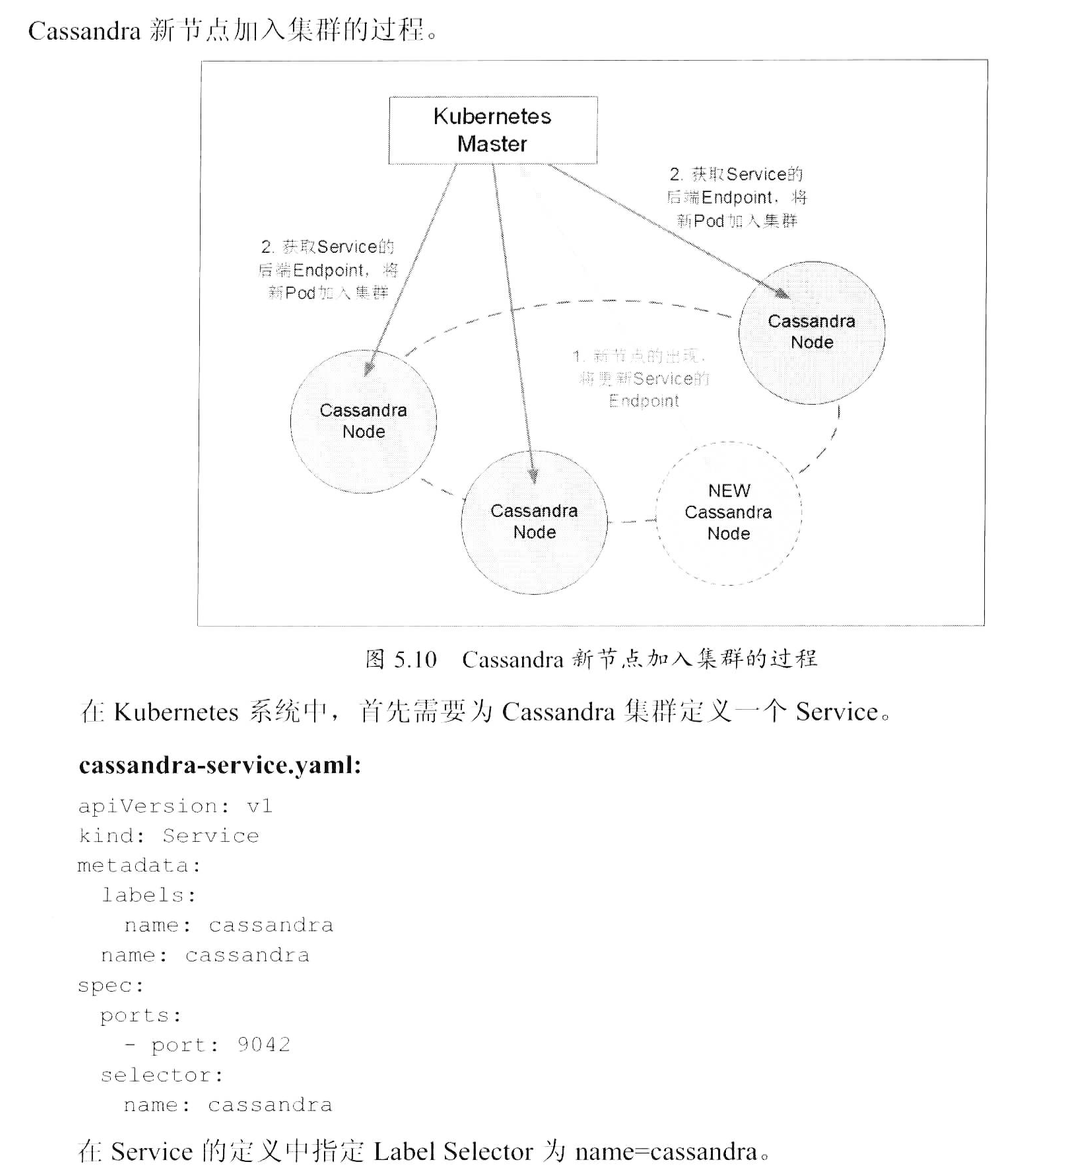 Cassandra 新节点加入集群的过程。
Kubernetes
Master
2. 获取Service的
后端Endpoint，将
新Pod加入集群
2. 获取Service的
后端Endpoint，将
新Pod加入集群
Cassandra
Node
1. 新节点的出现，
将更新Service的
Endpoint
Cassandra
Node
Cassandra
Node
NEW
Cassandra
Node
图 5.10 Cassandra 新节点加入集群的过程
在 Kubernetes 系统中，首先需要为 Cassandra 集群定义一个 Service。
cassandra-service.yaml:
apiVersion: v1
kind: Service
metadata:
  labels:
    name: cassandra
  name: cassandra
spec:
  ports:
    - port: 9042
  selector:
    name: cassandra
在 Service 的定义中指定 Label Selector 为 name=cassandra。